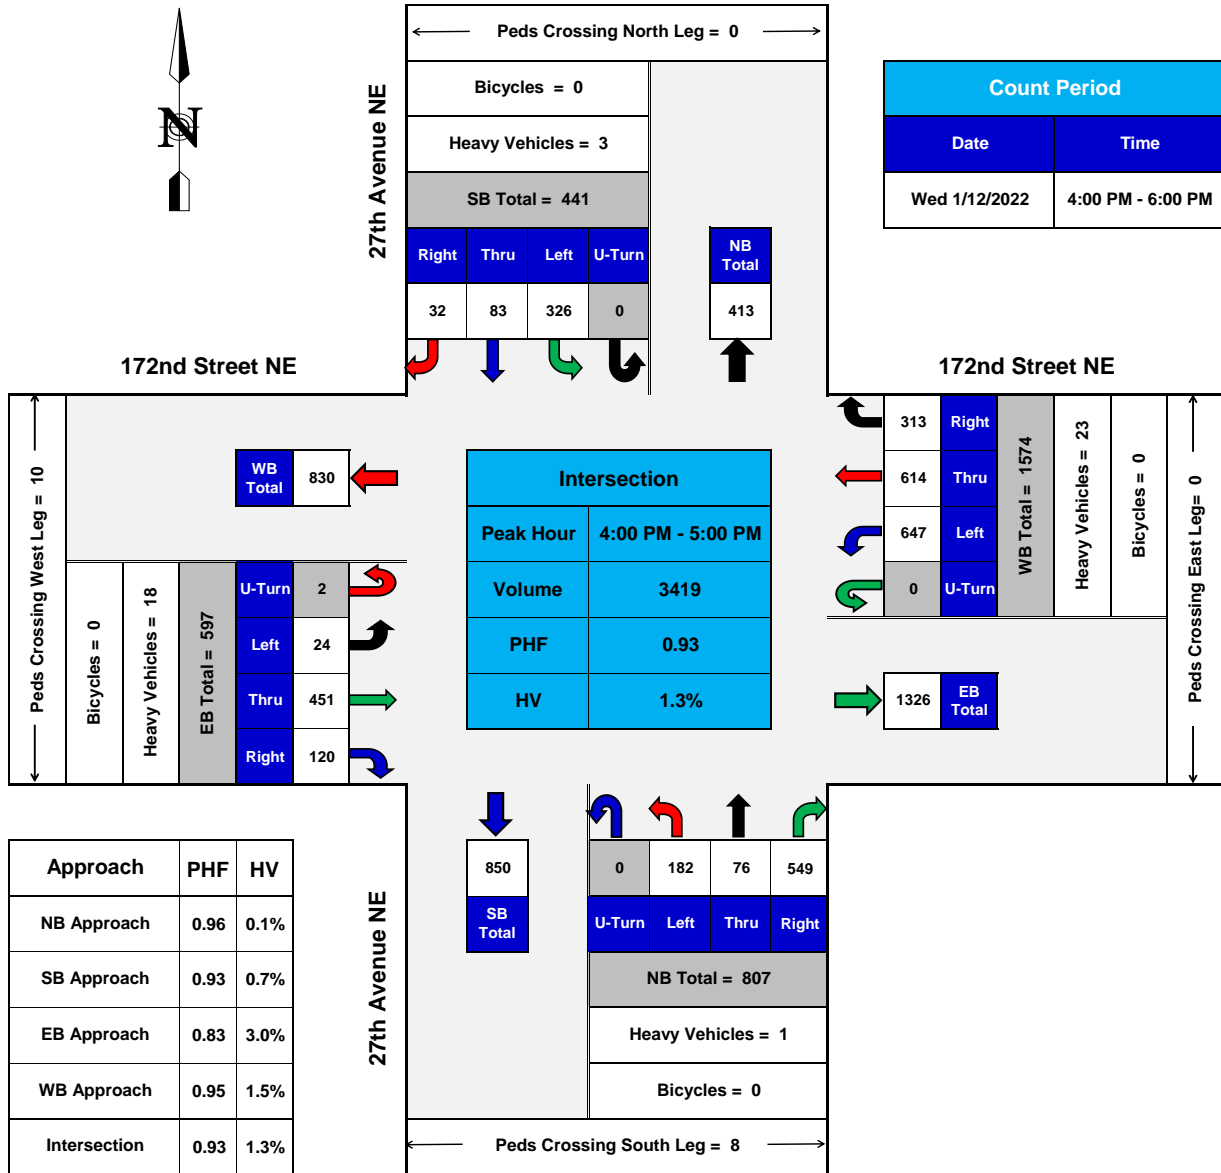 Peds Crossing North Leg = 0
N
27th Avenue NE
Bicycles = 0
Heavy Vehicles = 3
SB Total = 441
Right Thru Left U-Turn
32 83 326 0
NB
Total
413
Count Period
Date Time
Wed 1/12/2022 4:00 PM - 6:00 PM
172nd Street NE
172nd Street NE
Peds Crossing West Leg = 10
WB
Total
830
Bicycles = 0
Heavy Vehicles = 18
EB Total = 597
U-Turn 2
Left 24
Thru 451
Right 120
Intersection
Peak Hour 4:00 PM - 5:00 PM
Volume 3419
PHF 0.93
HV 1.3%
313 Right
614 Thru
647 Left
0 U-Turn
WB Total = 1574
Heavy Vehicles = 23
Bicycles = 0
Peds Crossing East Leg= 0
1326
EB
Total
Approach PHF HV
NB Approach 0.96 0.1%
SB Approach 0.93 0.7%
EB Approach 0.83 3.0%
WB Approach 0.95 1.5%
Intersection 0.93 1.3%
27th Avenue NE
850
SB
Total
0 182 76 549
U-Turn Left Thru Right
NB Total = 807
Heavy Vehicles = 1
Bicycles = 0
Peds Crossing South Leg = 8